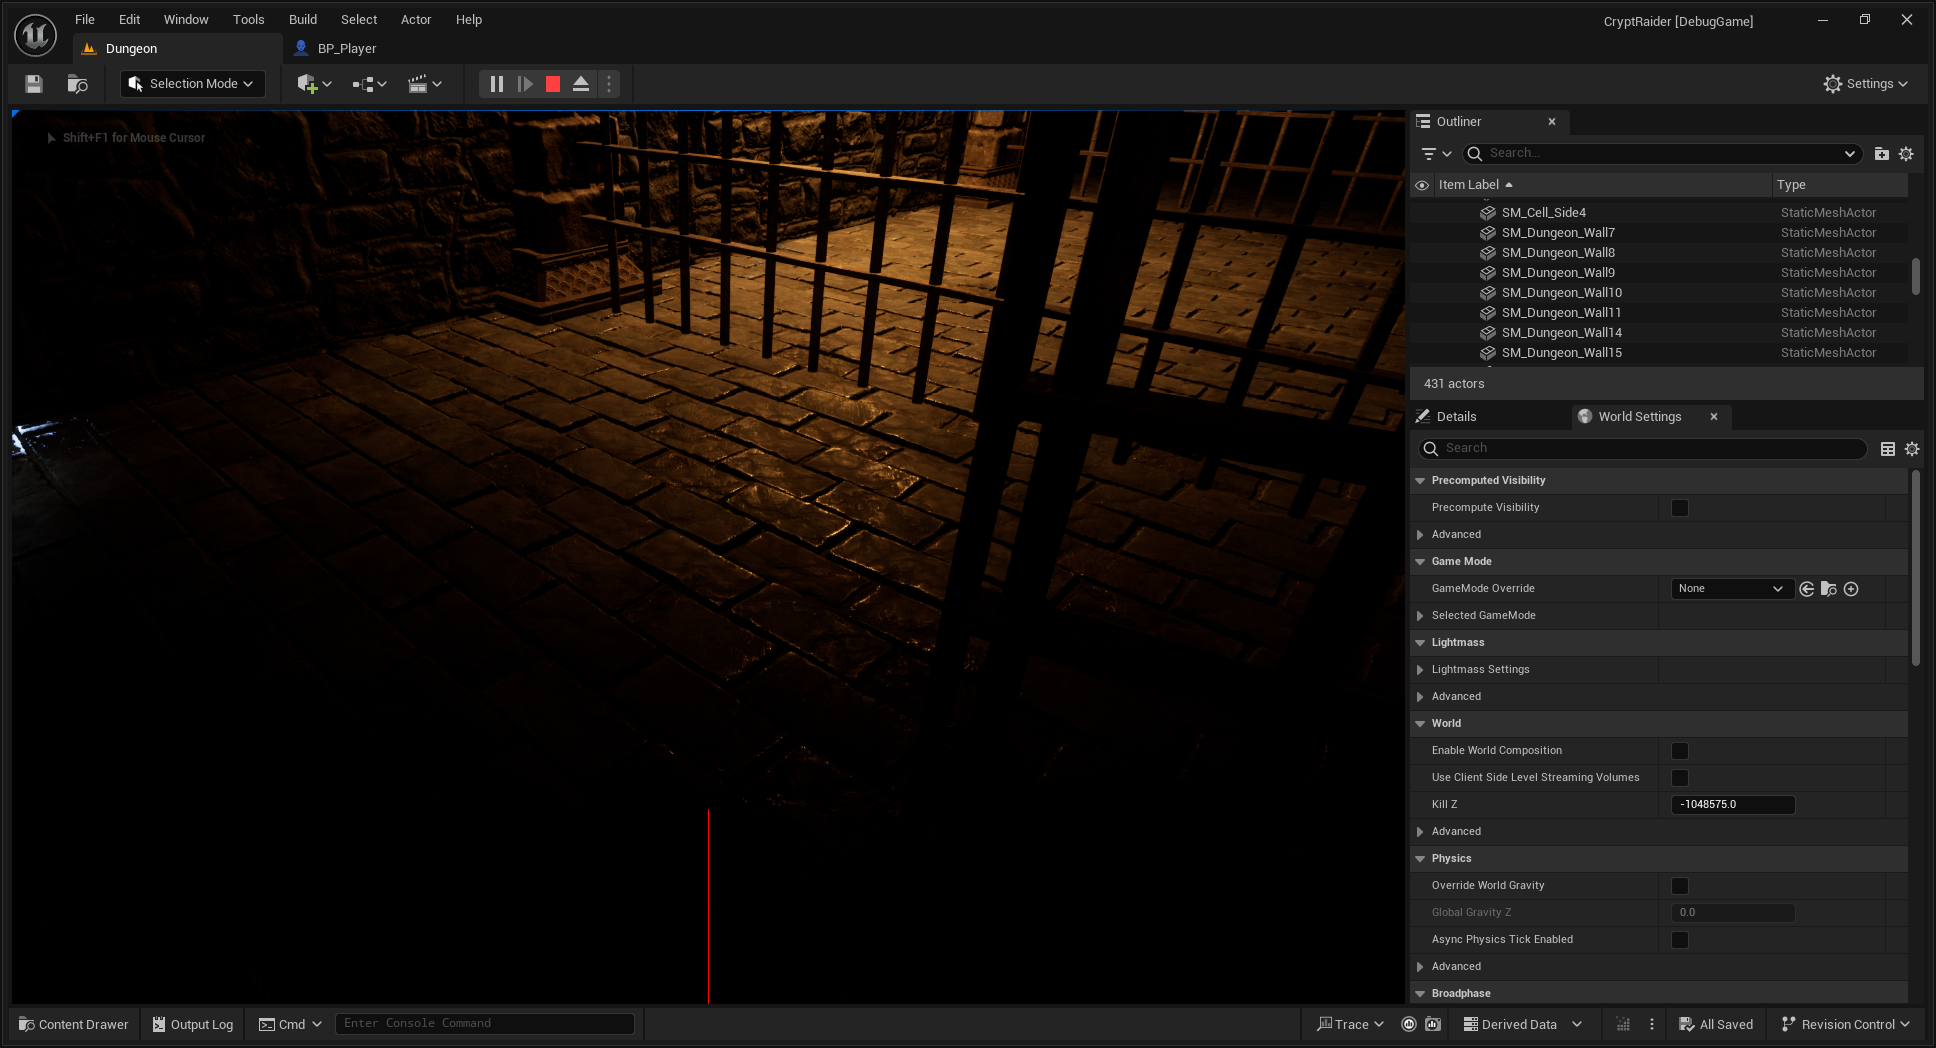 File Edit Window Tools Build Select Actor Help
CryptRaider [DebugGame]
Dungeon
BP_Player
Selection Mode
Settings
Shift+F1 for Mouse Cursor
Outliner
Search...
Item Label Type
SM_Cell_Side4 StaticMeshActor
SM_Dungeon_Wall7 StaticMeshActor
SM_Dungeon_Wall8 StaticMeshActor
SM_Dungeon_Wall9 StaticMeshActor
SM_Dungeon_Wall10 StaticMeshActor
SM_Dungeon_Wall11 StaticMeshActor
SM_Dungeon_Wall14 StaticMeshActor
SM_Dungeon_Wall15 StaticMeshActor
431 actors
Details
World Settings
Search
Precomputed Visibility
Precompute Visibility
Advanced
Game Mode
GameMode Override None
Selected GameMode
Lightmass
Lightmass Settings
Advanced
World
Enable World Composition
Use Client Side Level Streaming Volumes
Kill Z -1048575.0
Advanced
Physics
Override World Gravity
Global Gravity Z 0.0
Async Physics Tick Enabled
Advanced
Broadphase
Content Drawer
Output Log
Cmd
Enter Console Command
Trace
Derived Data
All Saved
Revision Control